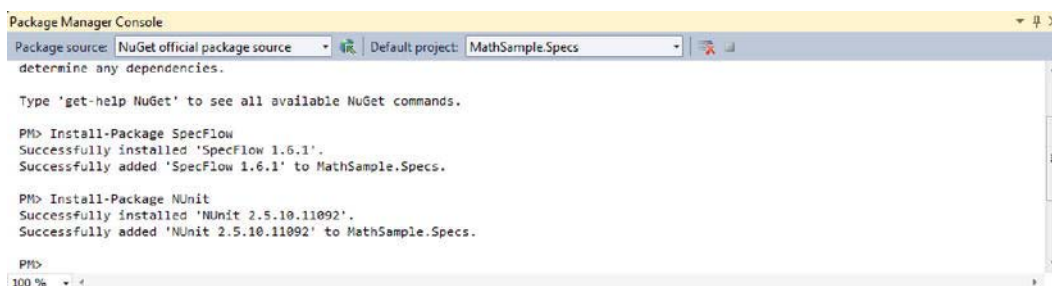 Package Manager Console
Package source: NuGet official package source Default project: MathSample.Specs
determine any dependencies.
Type 'get-help NuGet' to see all available NuGet commands.
PM> Install-Package SpecFlow
Successfully installed 'SpecFlow 1.6.1'.
Successfully added 'SpecFlow 1.6.1' to MathSample.Specs.
PM> Install-Package NUnit
Successfully installed 'NUnit 2.5.10.11092'.
Successfully added 'NUnit 2.5.10.11092' to MathSample.Specs.
PM>
100 %